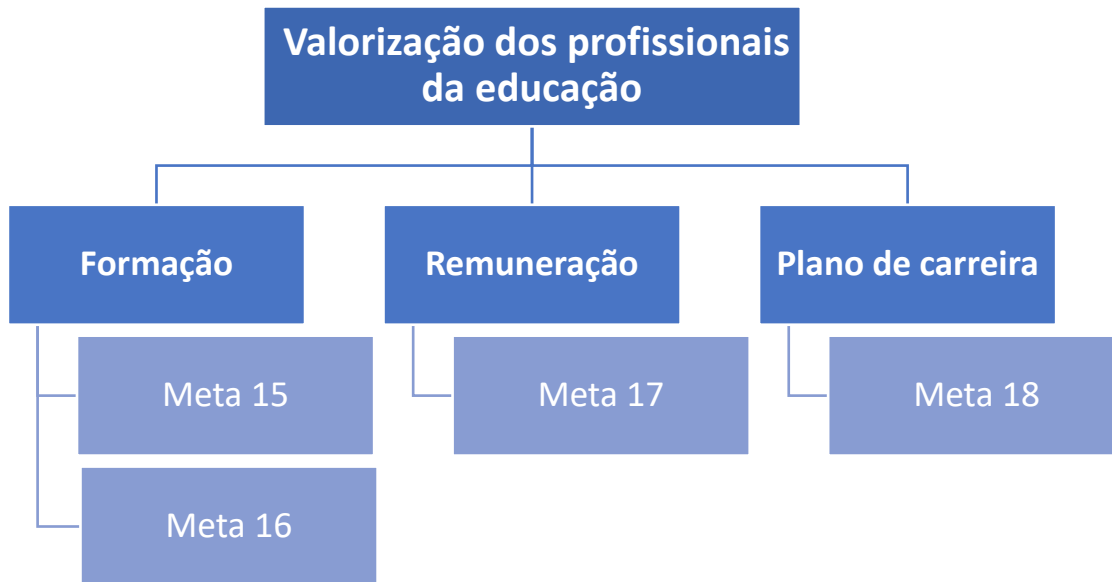 Valorização dos profissionais
da educação
Formação
Remuneração
Plano de carreira
Meta 15
Meta 17
Meta 18
Meta 16